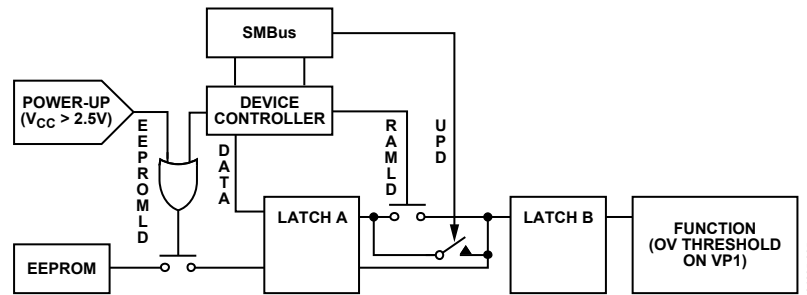 SMBus
POWER-UP
(VCC > 2.5V)
DEVICE
CONTROLLER
EEPROMLD
DATA
RAMLD
UPD
EEPROM
LATCH A
LATCH B
FUNCTION
(OV THRESHOLD
ON VP1)